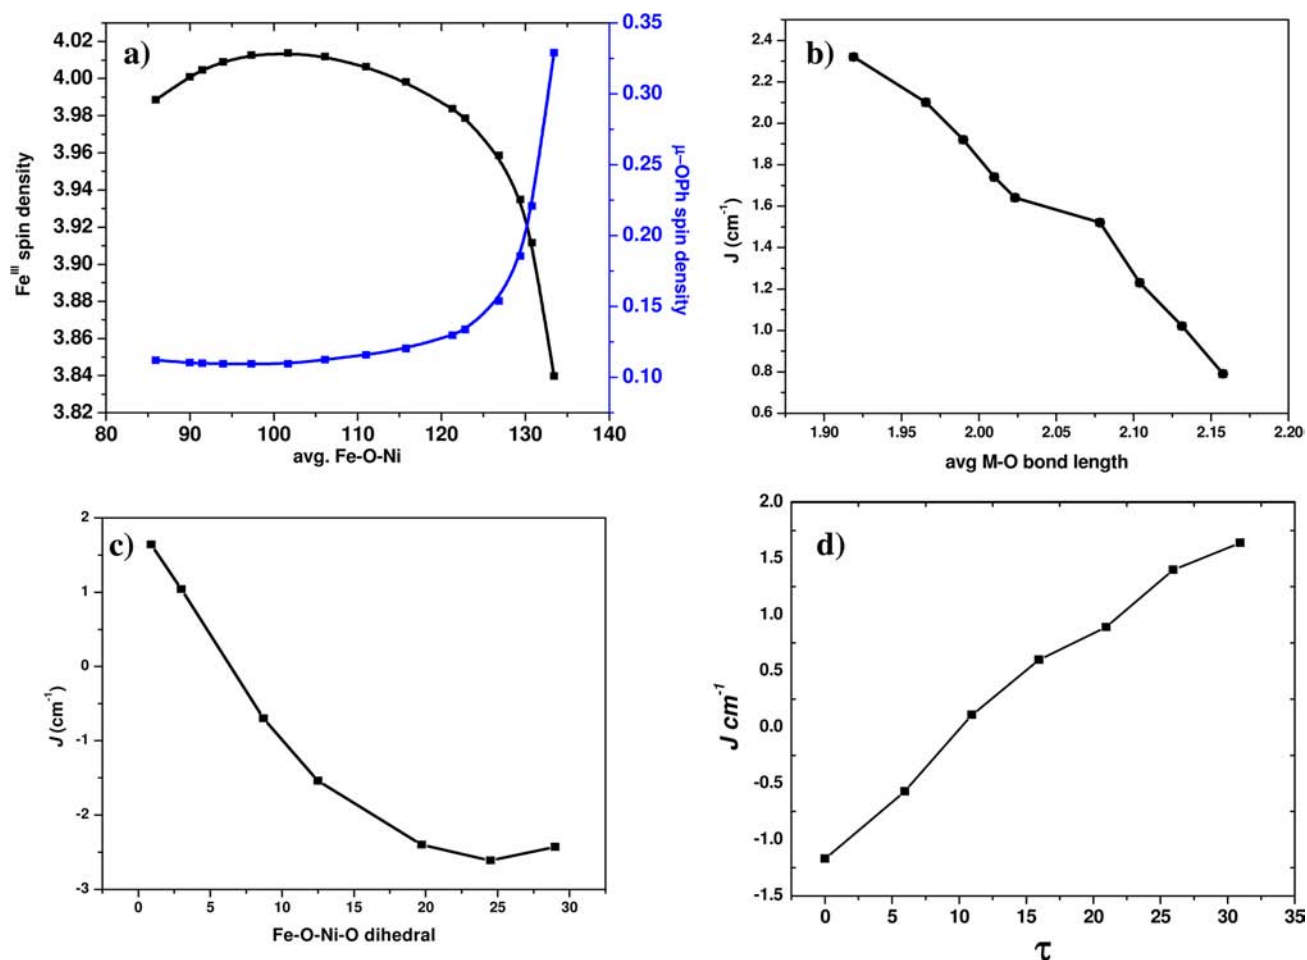 a)
4.02
4.00
3.98
3.96
3.94
3.92
3.90
3.88
3.86
3.84
3.82
Fe^III spin density
0.35
0.30
0.25
0.20
0.15
0.10
μ−OPh spin density
80 90 100 110 120 130 140
avg. Fe-O-Ni
b)
2.4
2.2
2.0
1.8
1.6
1.4
1.2
1.0
0.8
0.6
J (cm⁻¹)
1.90 1.95 2.00 2.05 2.10 2.15 2.20
avg M-O bond length
c)
2
1
0
-1
-2
-3
J (cm⁻¹)
0 5 10 15 20 25 30
Fe-O-Ni-O dihedral
d)
2.0
1.5
1.0
0.5
0.0
-0.5
-1.0
-1.5
J cm⁻¹
0 5 10 15 20 25 30 35
τ